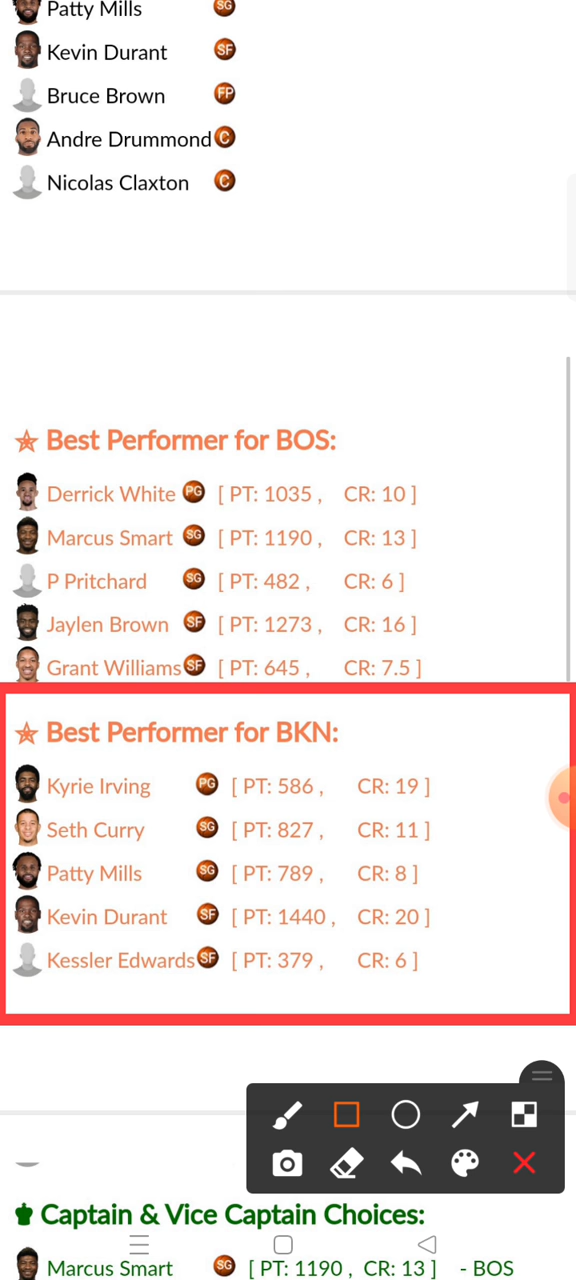 Patty Mills SG
Kevin Durant SF
Bruce Brown FP
Andre Drummond C
Nicolas Claxton C
Best Performer for BOS:
Derrick White PG [ PT: 1035 , CR: 10 ]
Marcus Smart SG [ PT: 1190 , CR: 13 ]
P Pritchard SG [ PT: 482 , CR: 6 ]
Jaylen Brown SF [ PT: 1273 , CR: 16 ]
Grant Williams SF [ PT: 645 , CR: 7.5 ]
Best Performer for BKN:
Kyrie Irving PG [ PT: 586 , CR: 19 ]
Seth Curry SG [ PT: 827 , CR: 11 ]
Patty Mills SG [ PT: 789 , CR: 8 ]
Kevin Durant SF [ PT: 1440 , CR: 20 ]
Kessler Edwards SF [ PT: 379 , CR: 6 ]
Captain & Vice Captain Choices:
Marcus Smart SG [ PT: 1190 , CR: 13 ] - BOS